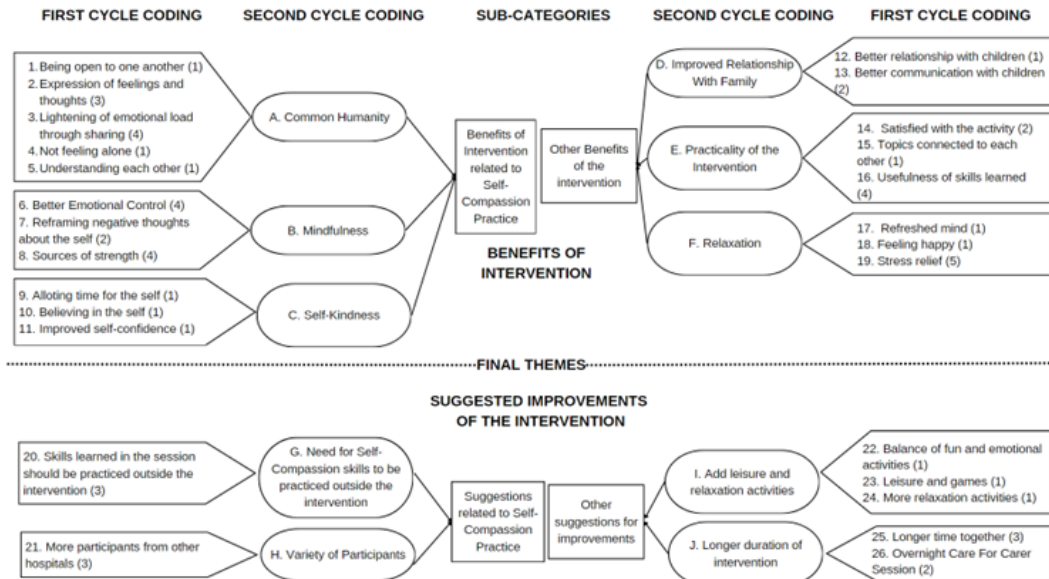 FIRST CYCLE CODING
SECOND CYCLE CODING
SUB-CATEGORIES
SECOND CYCLE CODING
FIRST CYCLE CODING
1. Being open to one another (1)
2. Expression of feelings and
thoughts (3)
3. Lightening of emotional load
through sharing (4)
4. Not feeling alone (1)
5. Understanding each other (1)
A. Common Humanity
6. Better Emotional Control (4)
7. Reframing negative thoughts
about the self (2)
8. Sources of strength (4)
B. Mindfulness
9. Alloting time for the self (1)
10. Believing in the self (1)
11. Improved self-confidence (1)
C. Self-Kindness
Benefits of
Intervention
related to
Self-
Compassion
Practice
Other Benefits
of the
intervention
BENEFITS OF
INTERVENTION
D. Improved Relationship
With Family
12. Better relationship with children (1)
13. Better communication with children
(2)
E. Practicality of the
Intervention
14. Satisfied with the activity (2)
15. Topics connected to each
other (1)
16. Usefulness of skills learned
(4)
F. Relaxation
17. Refreshed mind (1)
18. Feeling happy (1)
19. Stress relief (5)
FINAL THEMES
SUGGESTED IMPROVEMENTS
OF THE INTERVENTION
20. Skills learned in the session
should be practiced outside the
intervention (3)
G. Need for Self-
Compassion skills to be
practiced outside the
intervention
21. More participants from other
hospitals (3)
H. Variety of Participants
Suggestions
related to Self-
Compassion
Practice
Other
suggestions for
improvements
I. Add leisure and
relaxation activities
22. Balance of fun and emotional
activities (1)
23. Leisure and games (1)
24. More relaxation activities (1)
J. Longer duration of
intervention
25. Longer time together (3)
26. Overnight Care For Carer
Session (2)